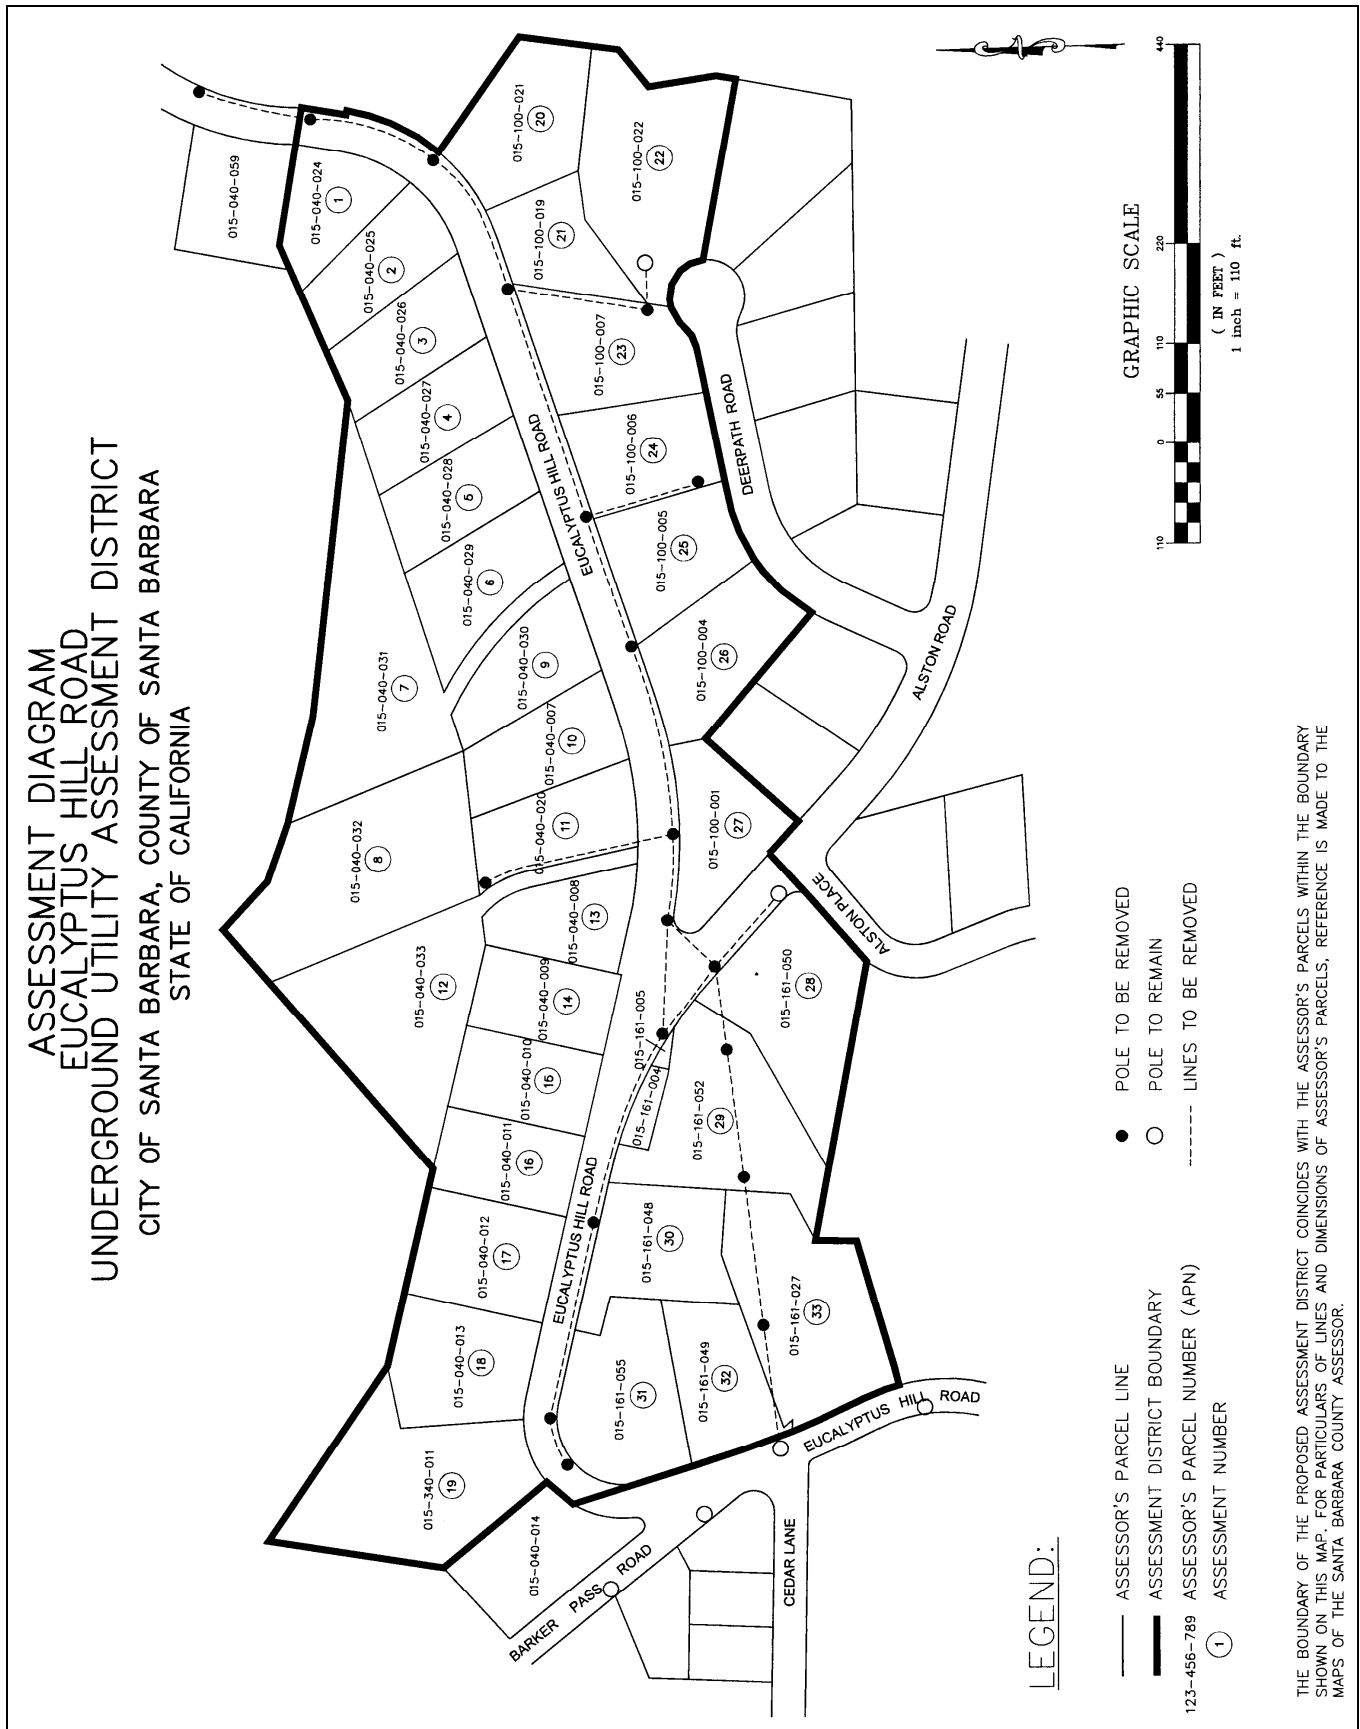 ASSESSMENT DIAGRAM
EUCALYPTUS HILL ROAD
UNDERGROUND UTILITY ASSESSMENT DISTRICT
CITY OF SANTA BARBARA, COUNTY OF SANTA BARBARA
STATE OF CALIFORNIA
015-040-059
015-040-024
1
015-040-025
2
015-040-026
3
015-040-027
4
015-040-028
5
015-040-029
6
015-040-031
7
015-040-032
8
015-040-030
9
015-040-007
10
015-040-020
11
015-040-033
12
015-040-008
13
015-040-009
14
015-040-010
15
015-040-011
16
015-040-012
17
015-040-013
18
015-340-011
19
015-040-014
015-100-021
20
015-100-019
21
015-100-022
22
015-100-007
23
015-100-006
24
015-100-005
25
015-100-004
26
015-100-001
27
015-161-050
28
015-161-005
015-161-004
015-161-052
29
015-161-048
30
015-161-055
31
015-161-049
32
015-161-027
33
EUCALYPTUS HILL ROAD
EUCALYPTUS HILL ROAD
EUCALYPTUS HILL ROAD
DEERPATH ROAD
ALSTON ROAD
ALSTON PLACE
BARKER PASS ROAD
CEDAR LANE
GRAPHIC SCALE
110 0 55 110 220 440
( IN FEET )
1 inch = 110 ft.
LEGEND:
ASSESSOR'S PARCEL LINE
ASSESSMENT DISTRICT BOUNDARY
123-456-789 ASSESSOR'S PARCEL NUMBER (APN)
1 ASSESSMENT NUMBER
POLE TO BE REMOVED
POLE TO REMAIN
LINES TO BE REMOVED
THE BOUNDARY OF THE PROPOSED ASSESSMENT DISTRICT COINCIDES WITH THE ASSESSOR'S PARCELS WITHIN THE BOUNDARY
SHOWN ON THIS MAP. FOR PARTICULARS OF LINES AND DIMENSIONS OF ASSESSOR'S PARCELS, REFERENCE IS MADE TO THE
MAPS OF THE SANTA BARBARA COUNTY ASSESSOR.